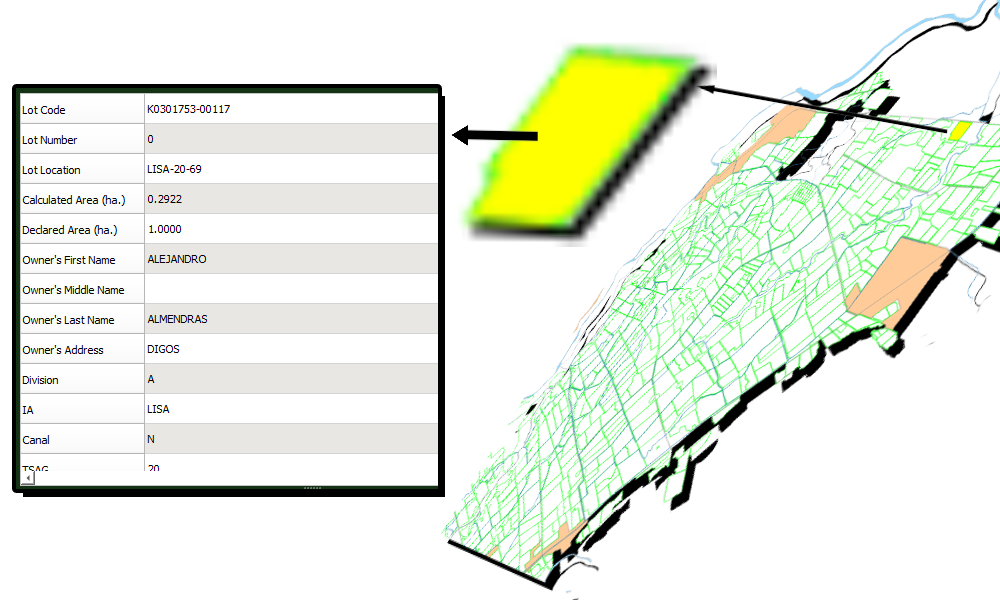 Lot Code K0301753-00117
Lot Number 0
Lot Location LISA-20-69
Calculated Area (ha.) 0.2922
Declared Area (ha.) 1.0000
Owner's First Name ALEJANDRO
Owner's Middle Name
Owner's Last Name ALMENDRAS
Owner's Address DIGOS
Division A
IA LISA
Canal N
TSAG 20